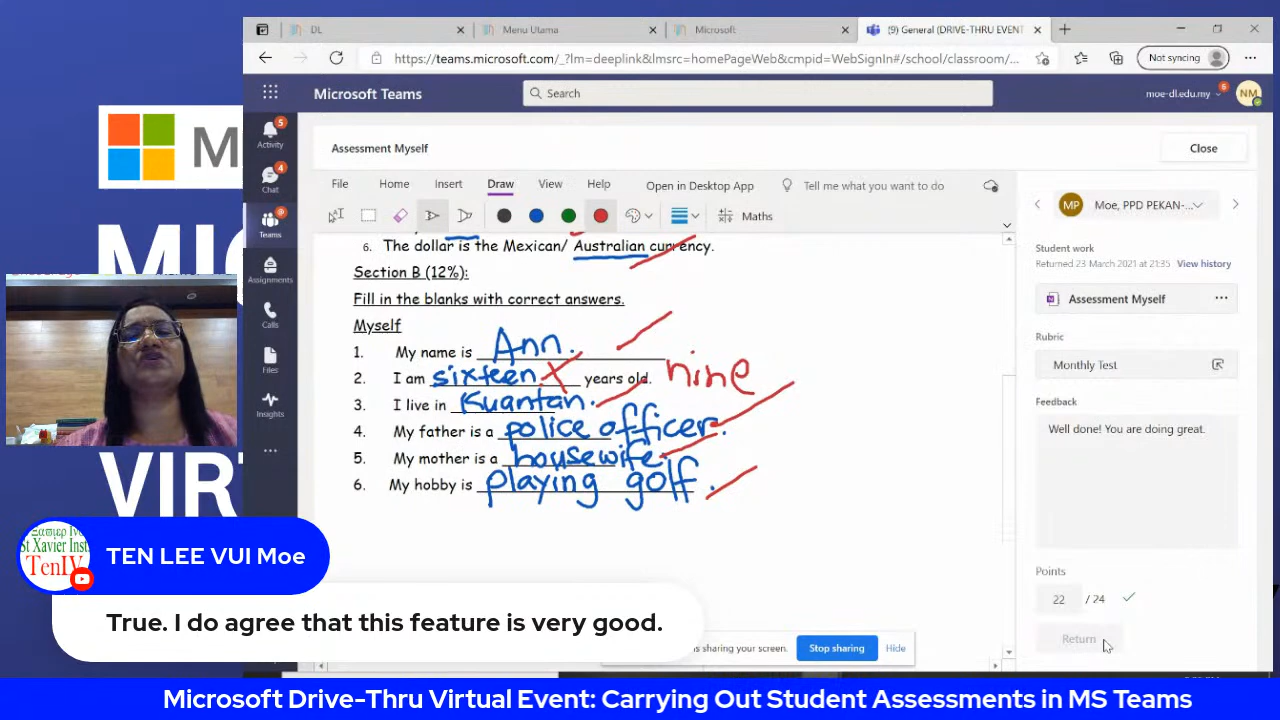 DL
Menu Utama
Microsoft
(9) General (DRIVE-THRU EVENT
https://teams.microsoft.com/_?lm=deeplink&lmsrc=homePageWeb&cmpid=WebSignIn#/school/classroom/...
Not syncing
Microsoft Teams
Search
moe-dl.edu.my
6
NM
M
MI
VIRT
5
Activity
4
Chat
Teams
Assignments
Calls
Files
Insights
Assessment Myself
Close
File Home Insert Draw View Help Open in Desktop App Tell me what you want to do
Maths
6. The dollar is the Mexican/ Australian currency.
Section B (12%):
Fill in the blanks with correct answers.
Myself
1. My name is Ann.
2. I am sixteen X years old. nine
3. I live in Kuantan.
4. My father is a police officer.
5. My mother is a housewife.
6. My hobby is playing golf.
MP Moe, PPD PEKAN-...
Student work
Returned 23 March 2021 at 21:35 View history
Assessment Myself
Rubric
Monthly Test
Feedback
Well done! You are doing great.
Points
22 / 24
Return
s sharing your screen. Stop sharing Hide
St Xavier Inst
TenIV
TEN LEE VUI Moe
True. I do agree that this feature is very good.
Microsoft Drive-Thru Virtual Event: Carrying Out Student Assessments in MS Teams